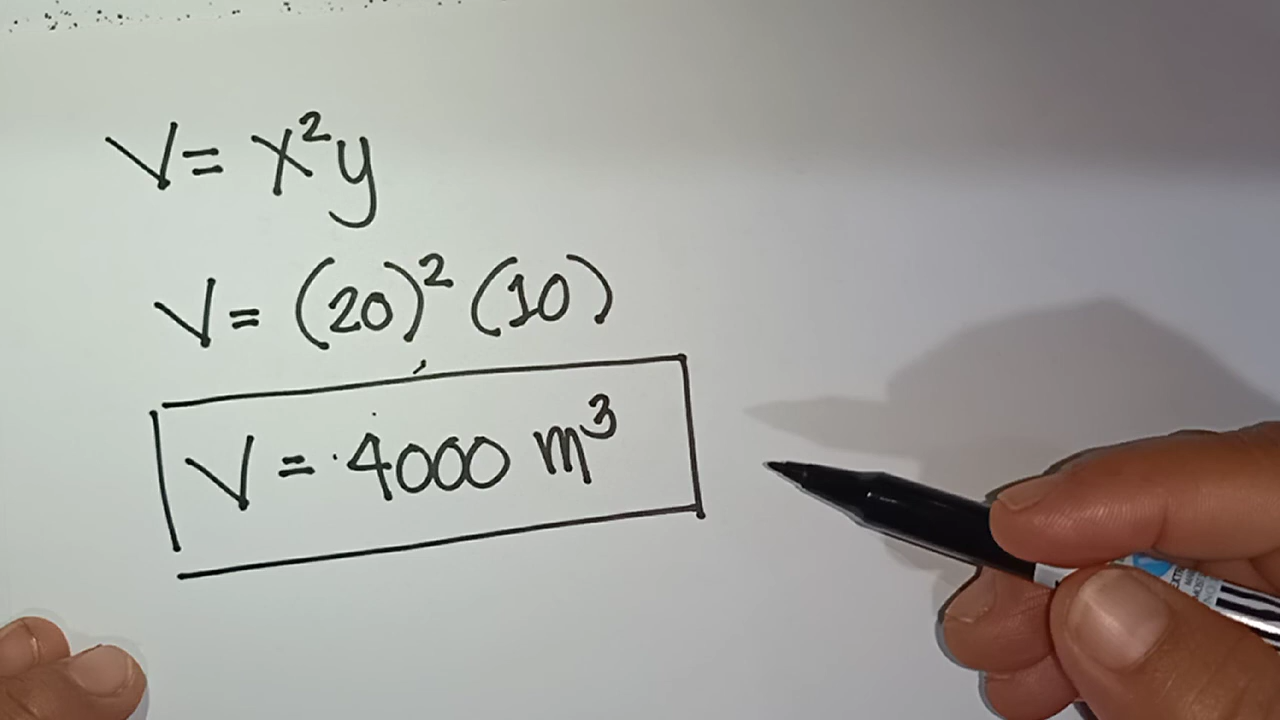 V = x²y
V = (20)² (10)
V = 4000 m³